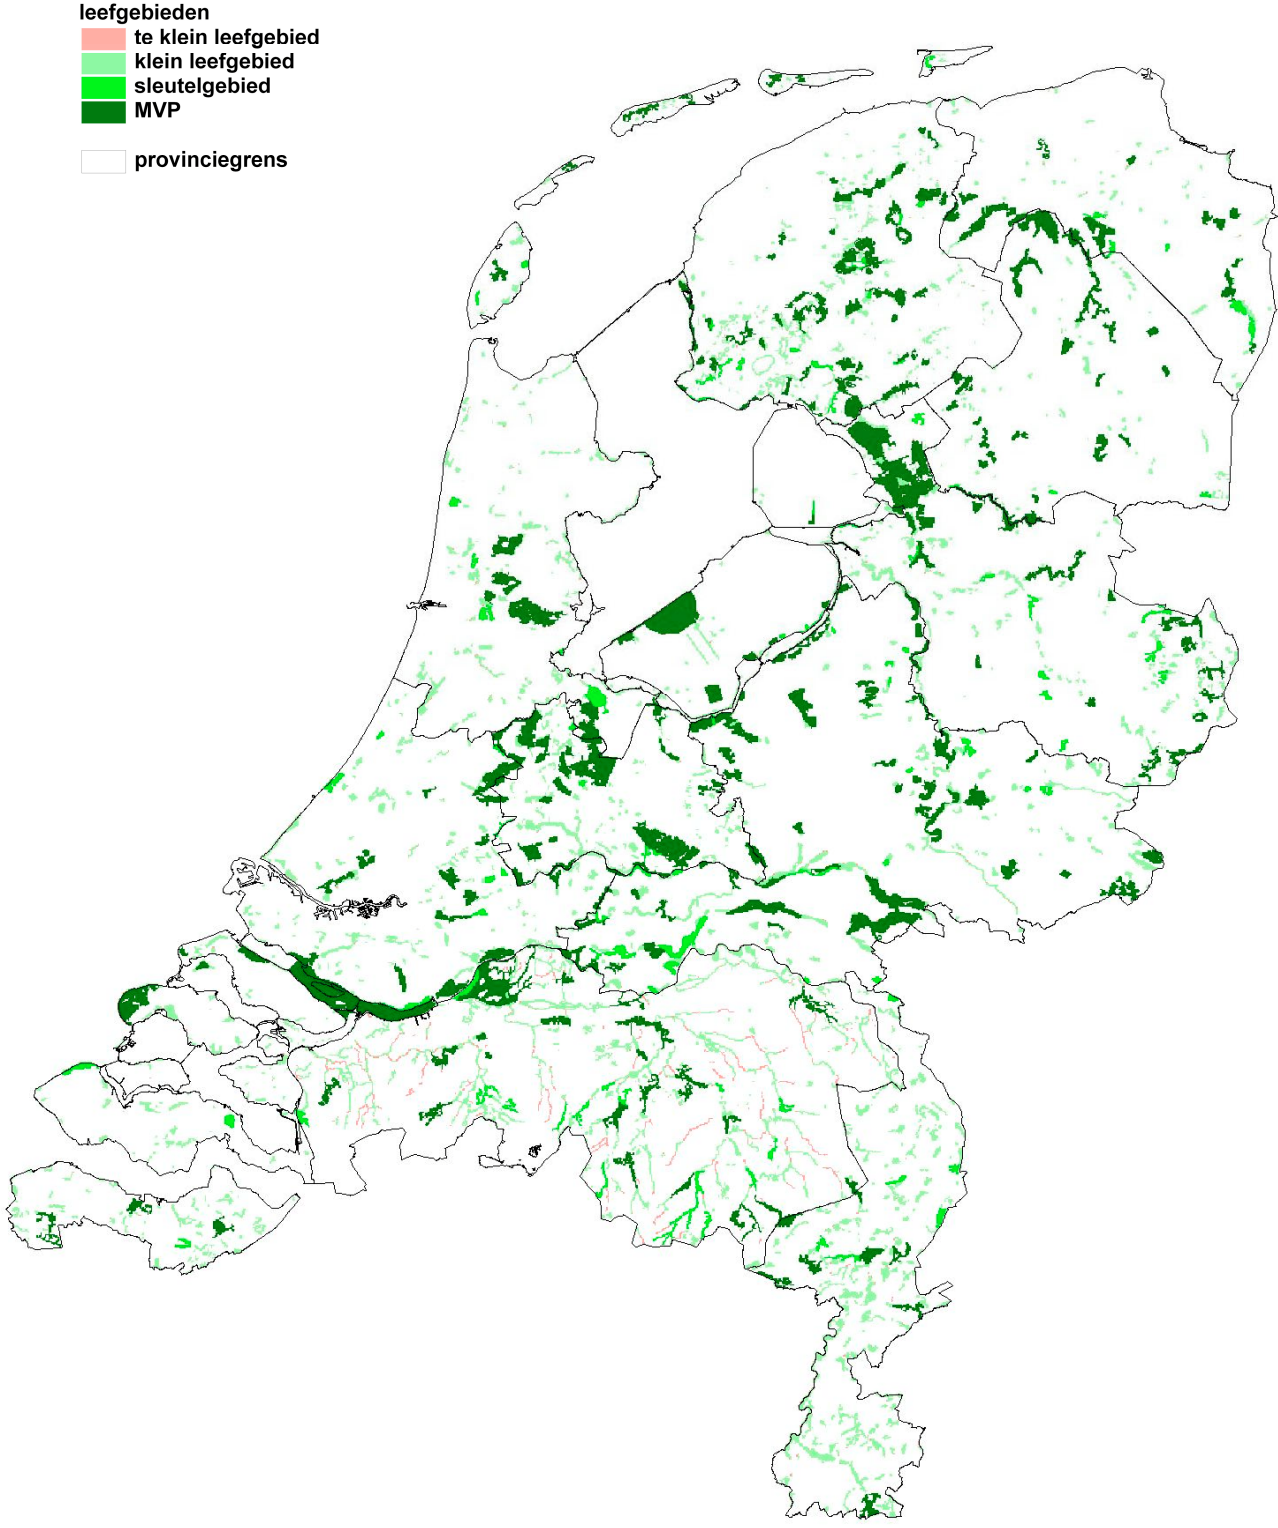 leefgebieden
te klein leefgebied
klein leefgebied
sleutelgebied
MVP
provinciegrens